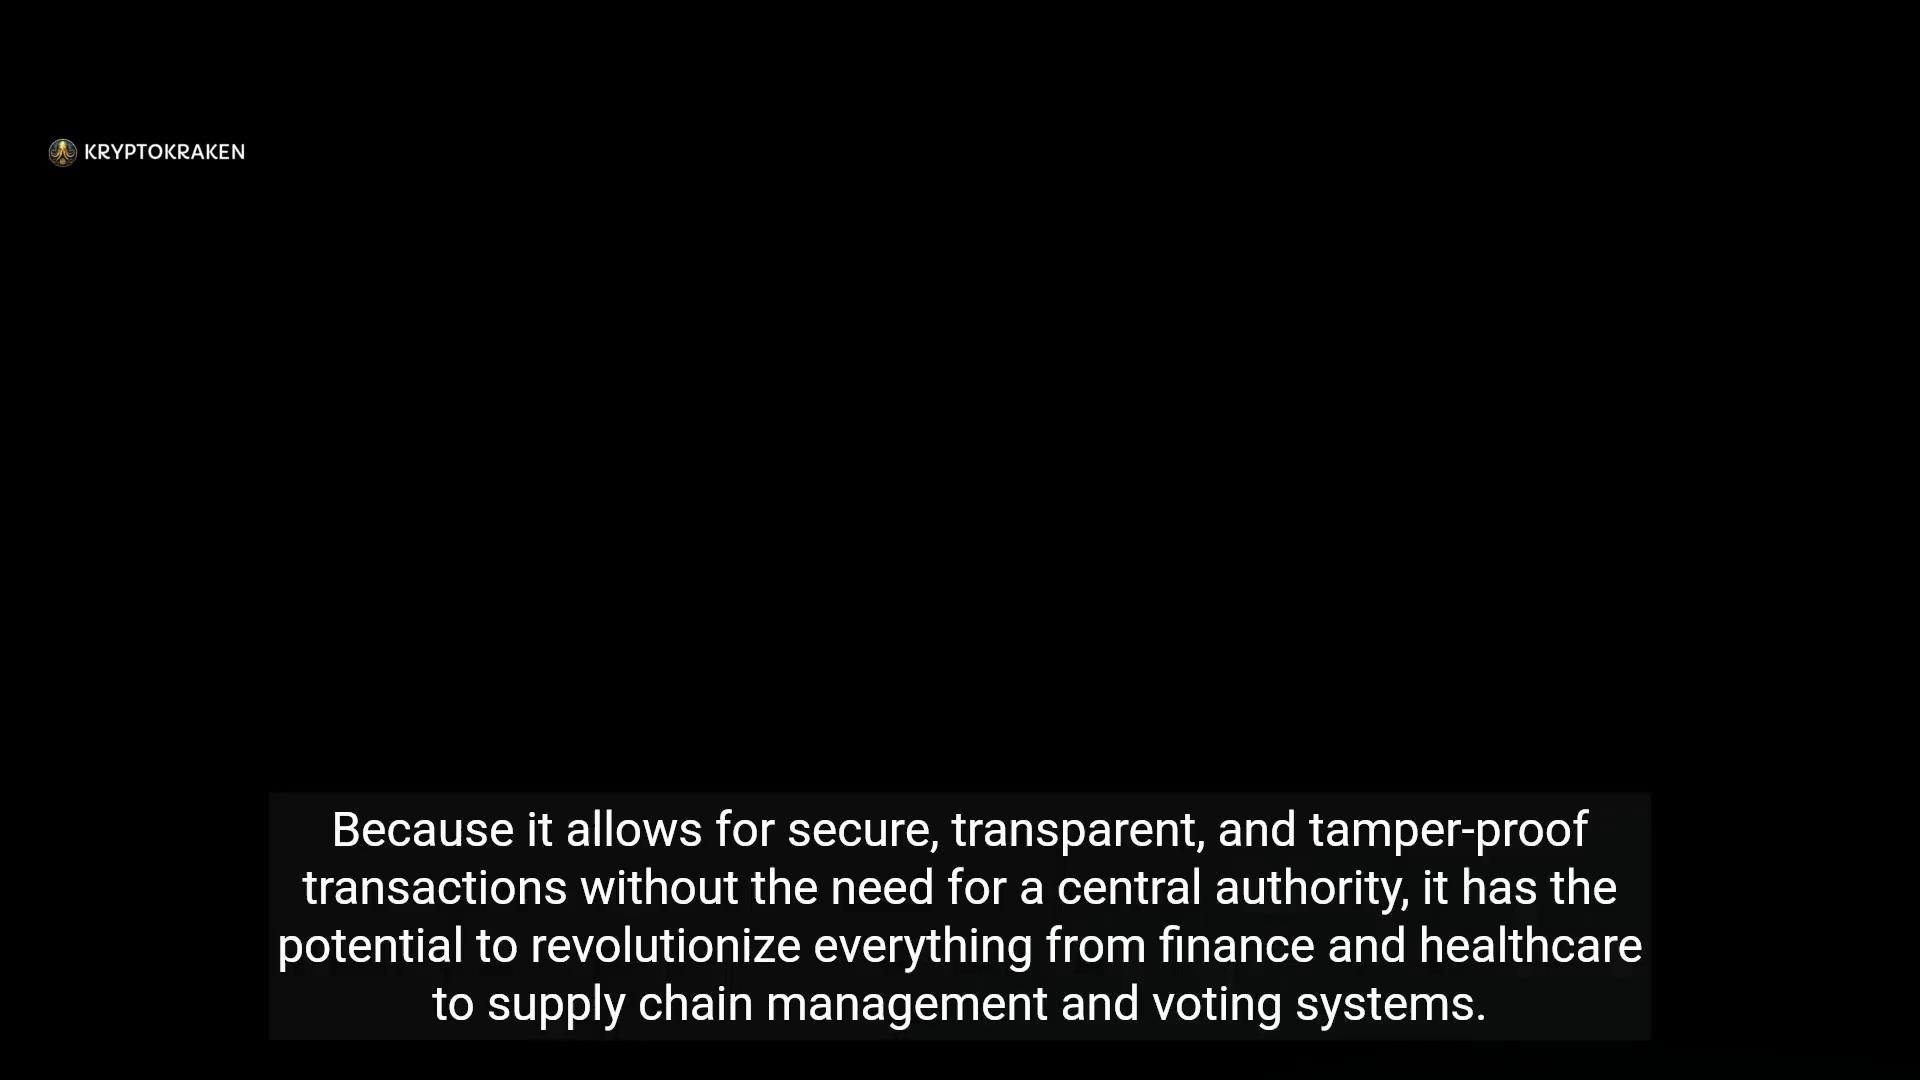 KRYPTOKRAKEN
Because it allows for secure, transparent, and tamper-proof
transactions without the need for a central authority, it has the
potential to revolutionize everything from finance and healthcare
to supply chain management and voting systems.